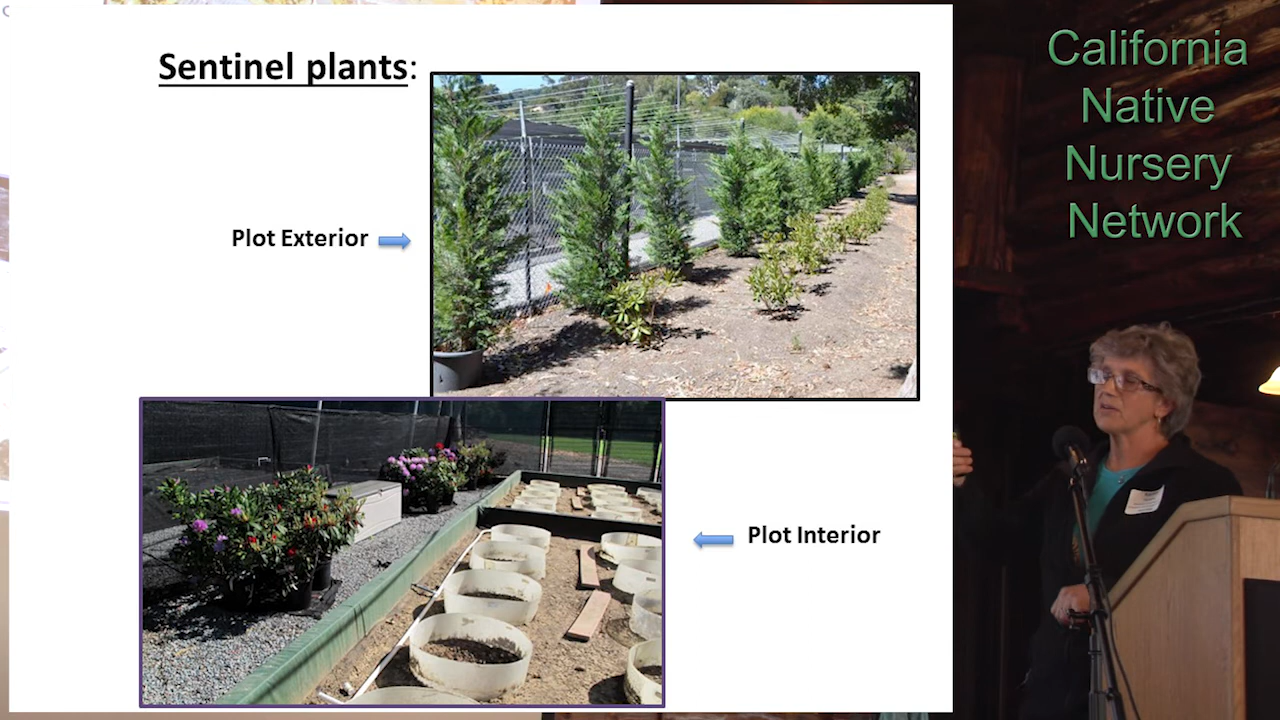 Sentinel plants:
Plot Exterior
Plot Interior
California
Native
Nursery
Network